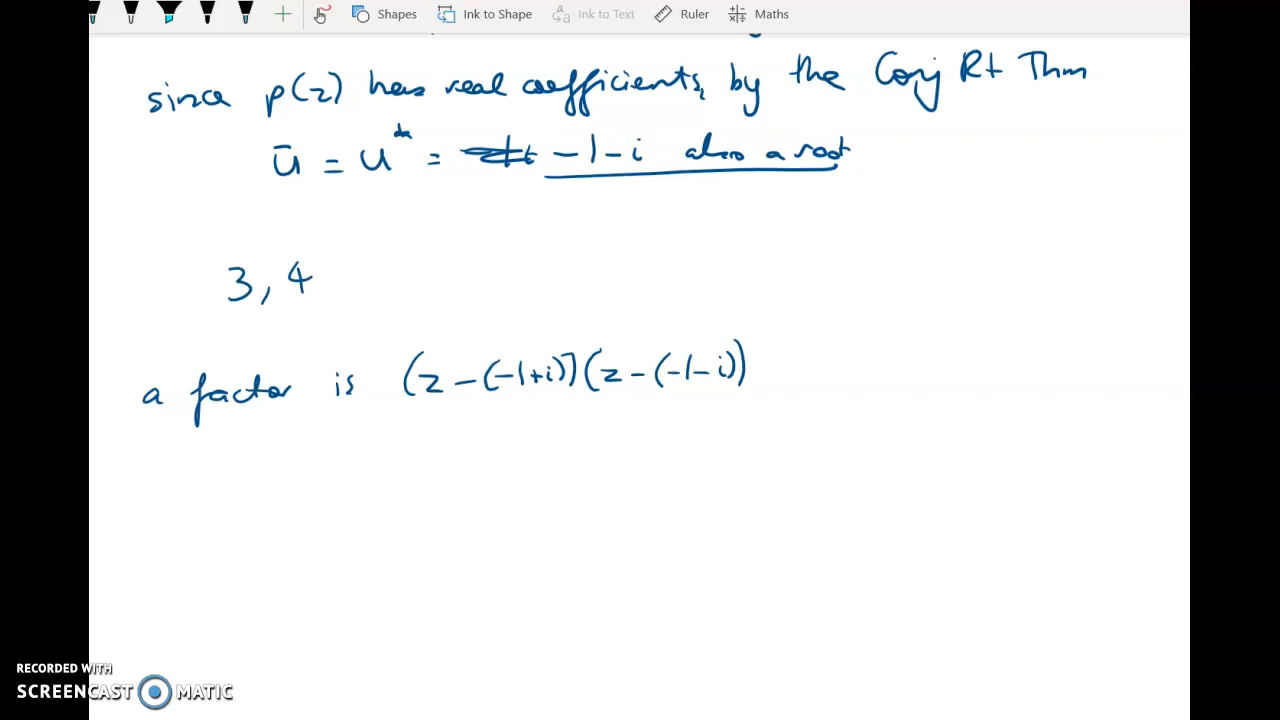 Shapes Ink to Shape Ink to Text Ruler Maths
since p(z) has real coefficients, by the Conj Rt Thm
ū = u* = -1-i also a root
3, 4
a factor is (z-(-1+i))(z-(-1-i))
RECORDED WITH
SCREENCAST MATIC